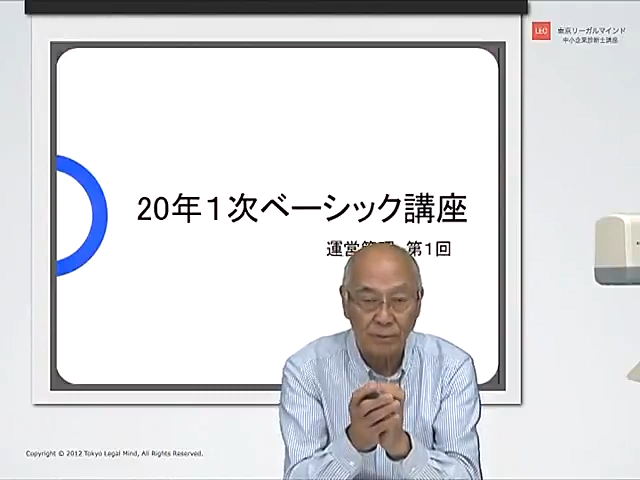 LEC 東京リーガルマインド
中小企業診断士講座
20年１次ベーシック講座
運営管理 第１回
Copyright © 2012 Tokyo Legal Mind, All Rights Reserved.